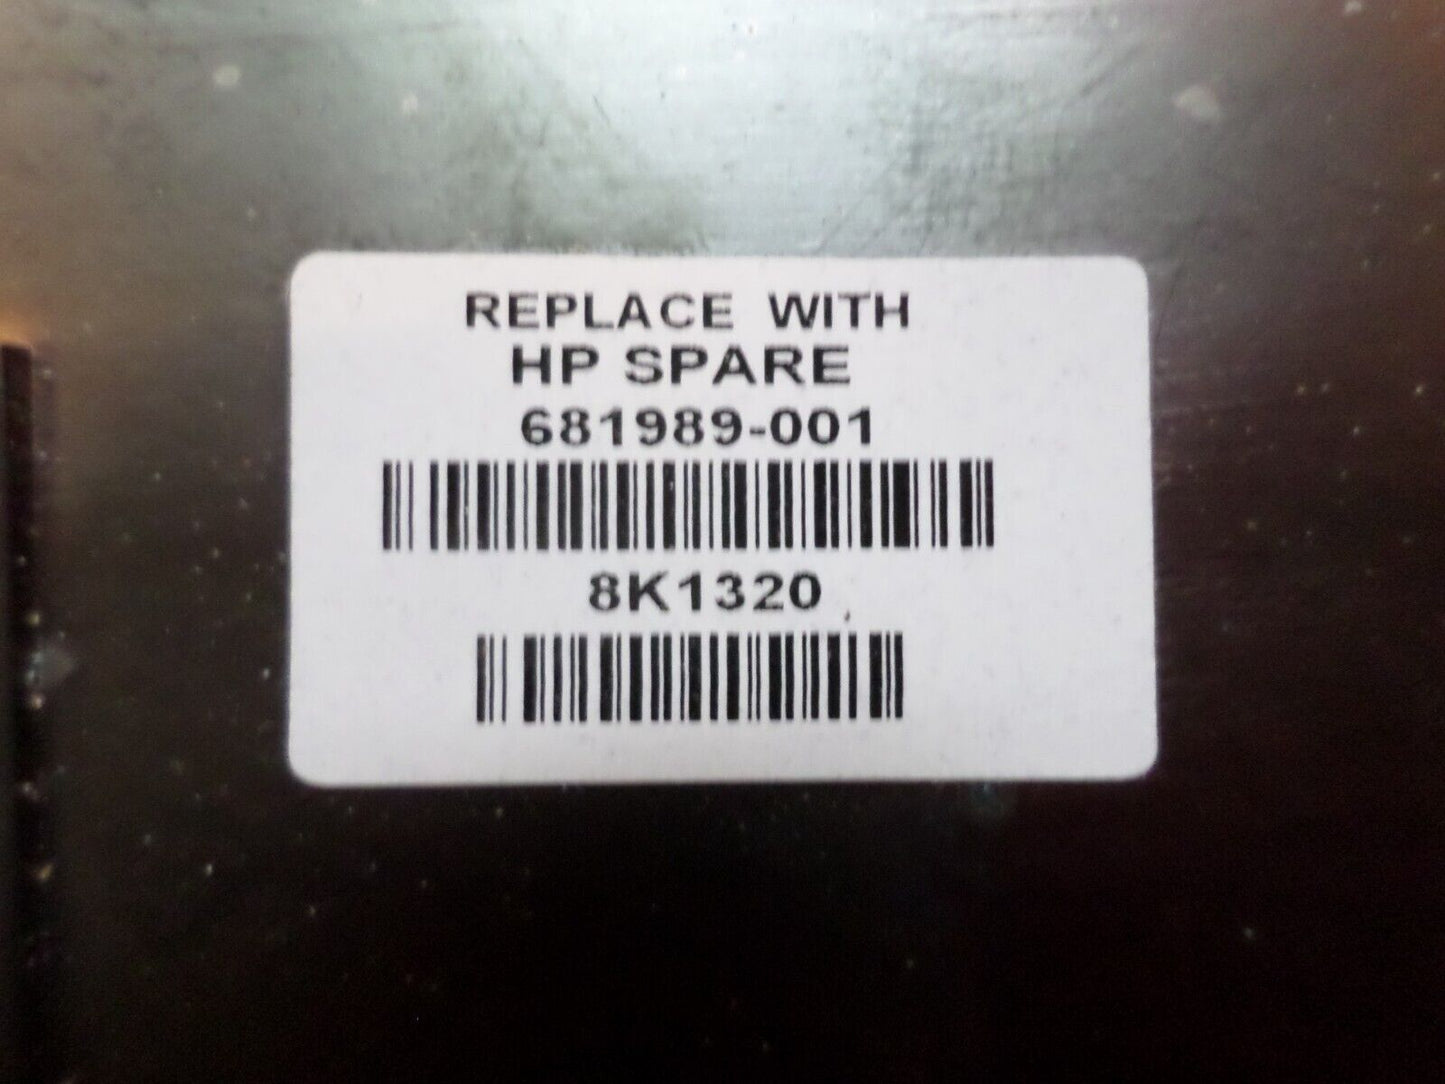 REPLACE WITH
HP SPARE
681989-001
8K1320